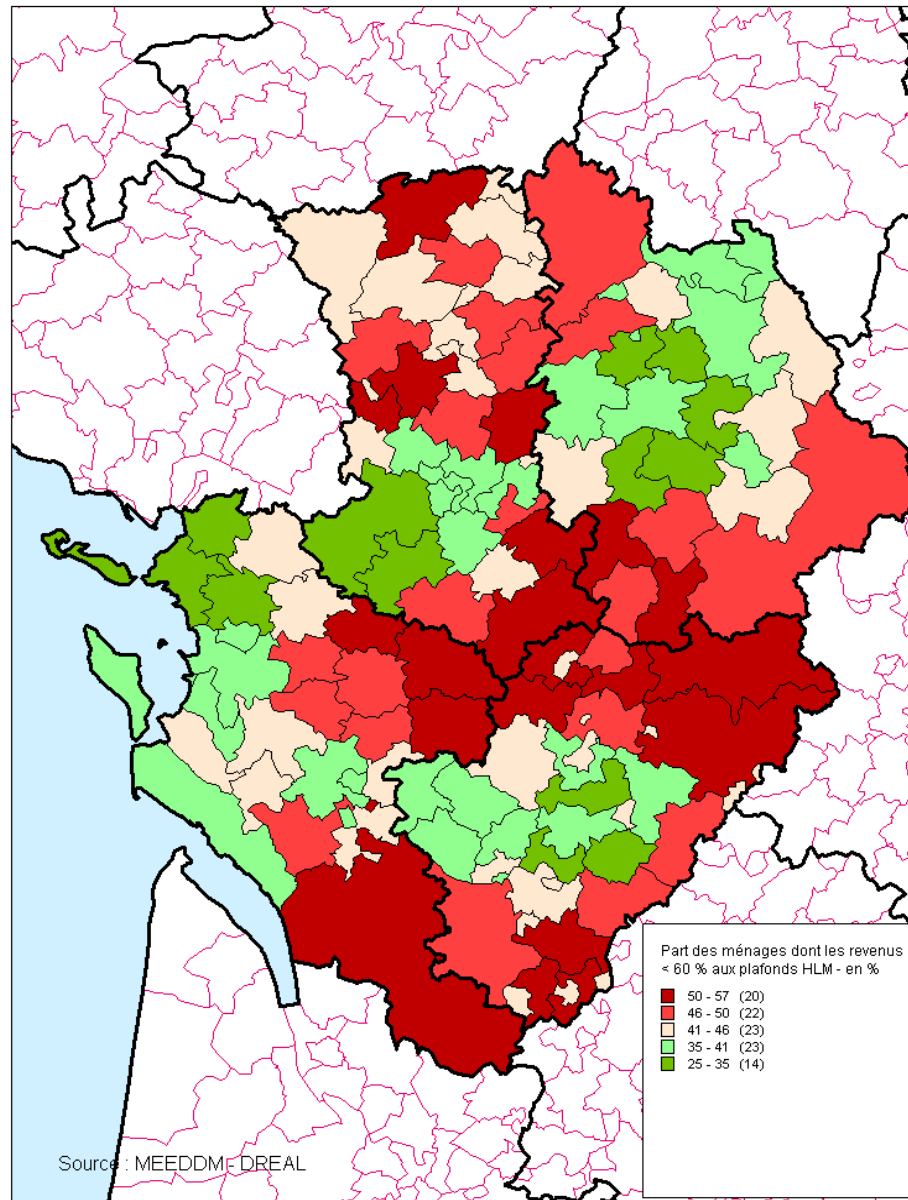 Part des ménages dont les revenus
< 60 % aux plafonds HLM - en %
50 - 57 (20)
46 - 50 (22)
41 - 46 (23)
35 - 41 (23)
25 - 35 (14)
Source : MEEDDM - DREAL